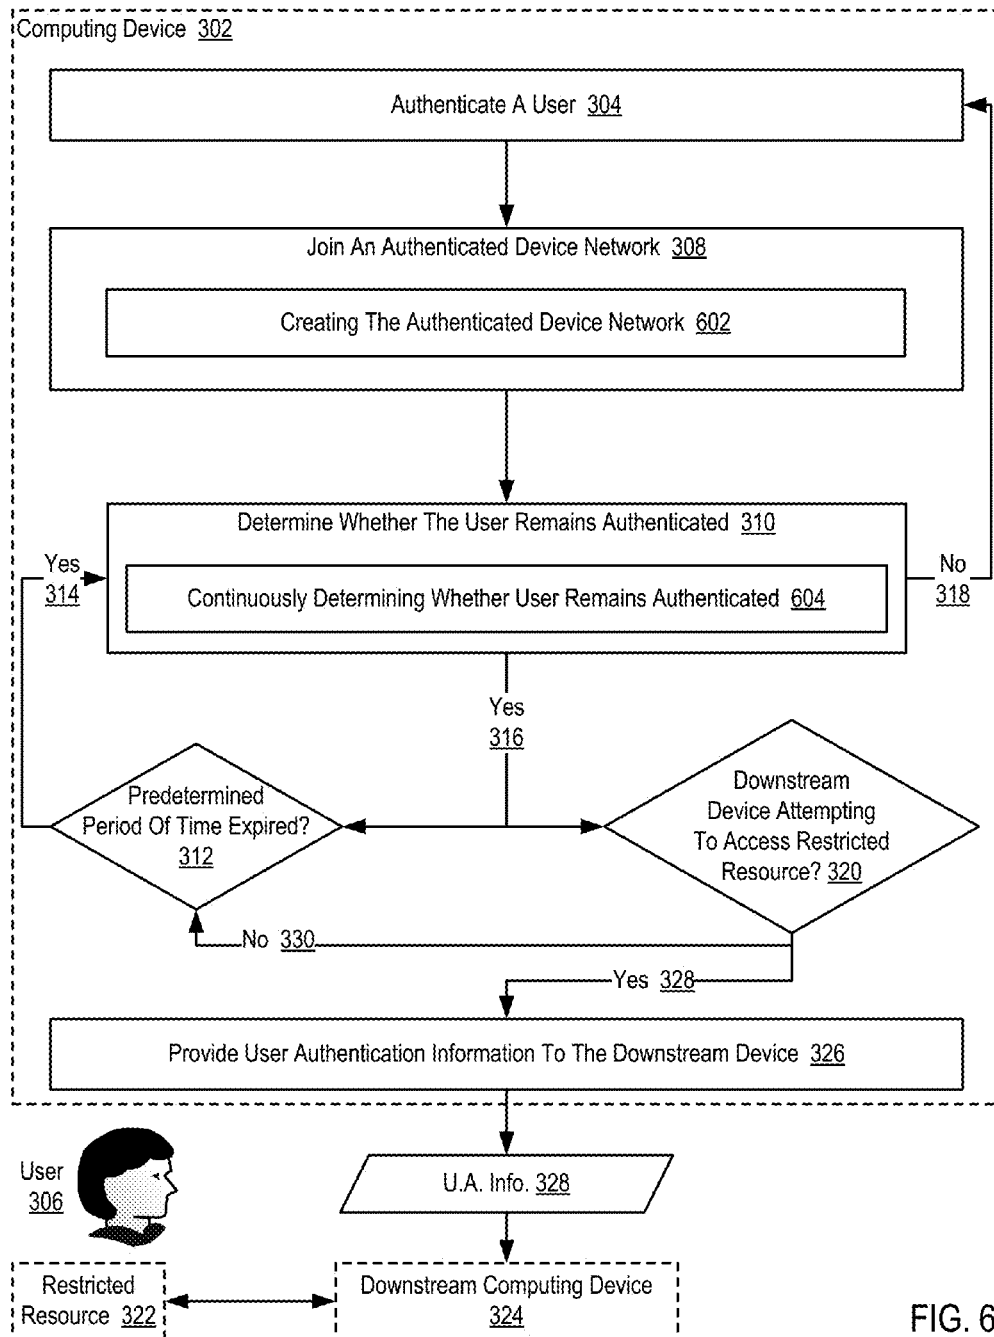 Computing Device 302
Authenticate A User 304
Join An Authenticated Device Network 308
Creating The Authenticated Device Network 602
Determine Whether The User Remains Authenticated 310
Yes
314
No
318
Continuously Determining Whether User Remains Authenticated 604
Yes
316
Predetermined
Period Of Time Expired?
312
Downstream
Device Attempting
To Access Restricted
Resource? 320
No 330
Yes 328
Provide User Authentication Information To The Downstream Device 326
User
306
U.A. Info. 328
Restricted
Resource 322
Downstream Computing Device
324
FIG. 6